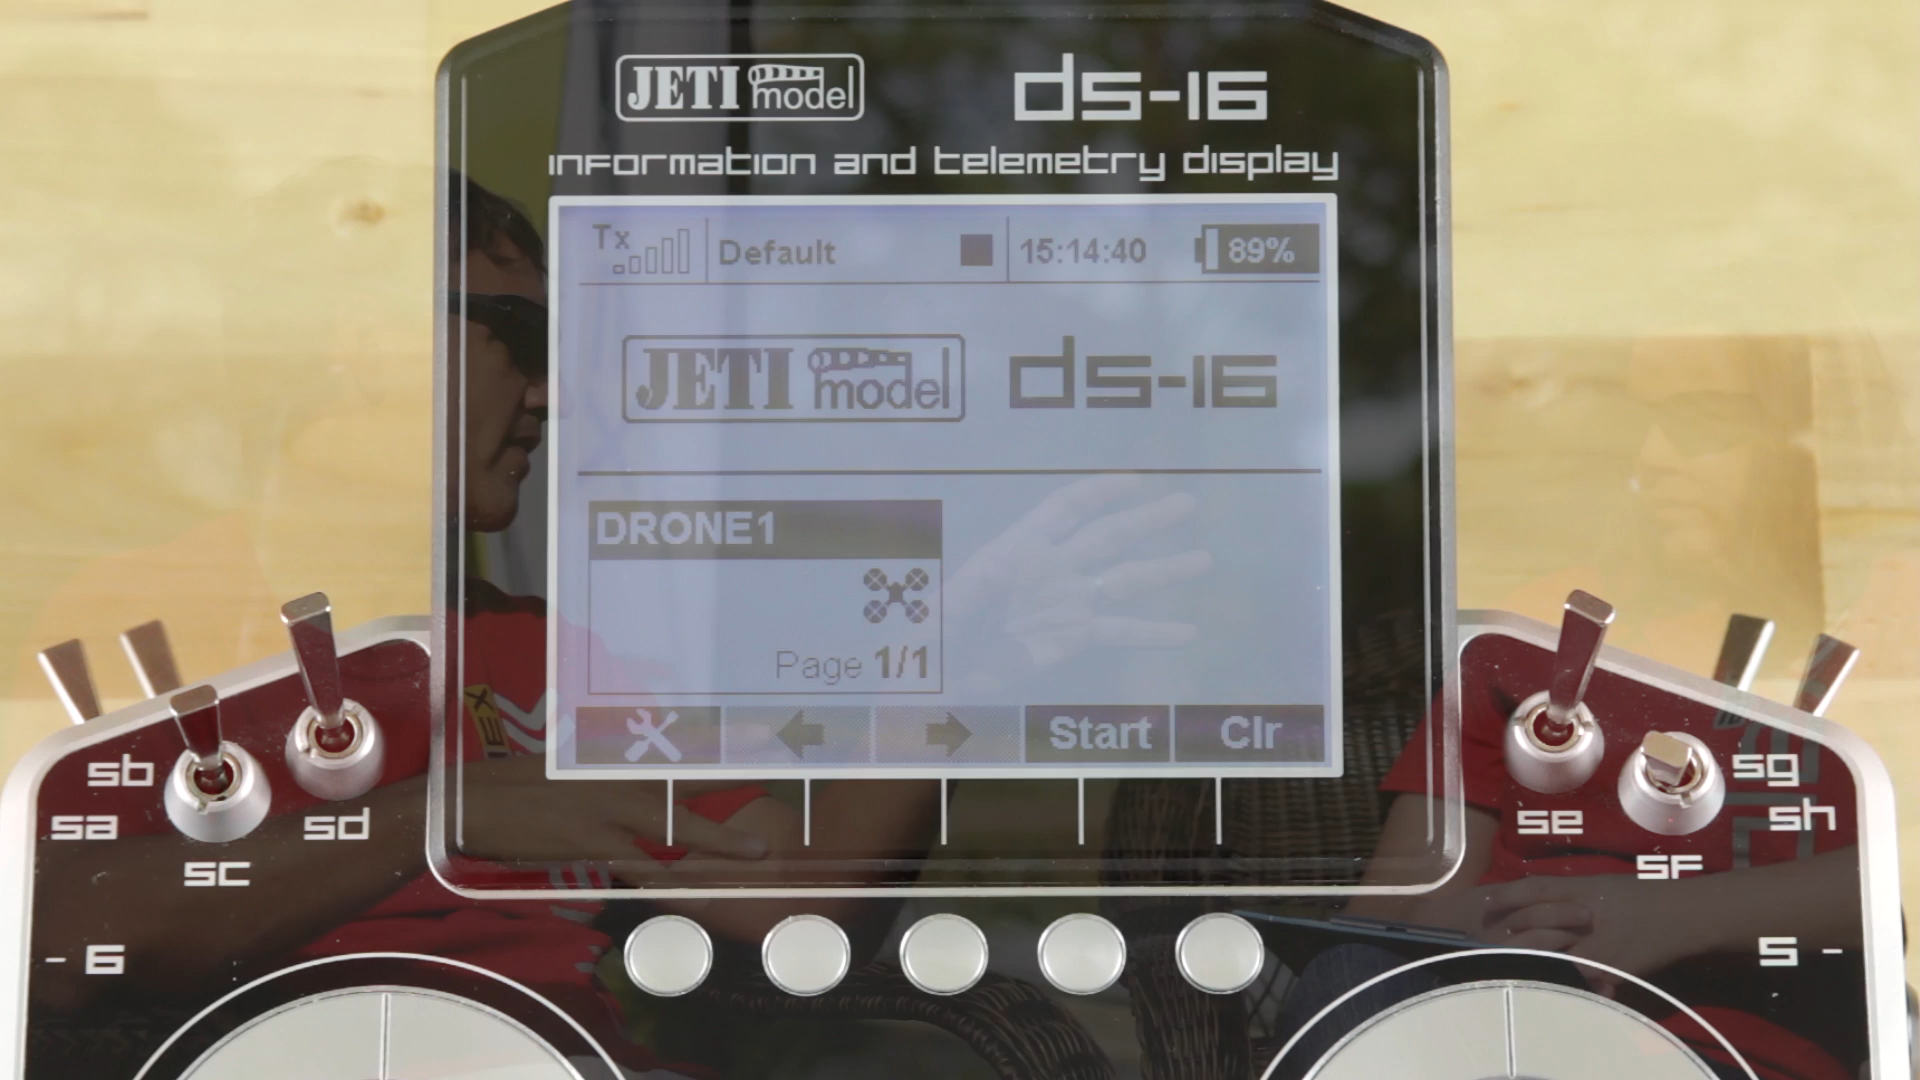 JETI model ds-16
information and telemetry display
Tx Default 15:14:40 89%
JETI model ds-16
DRONE1
Page 1/1
Start Clr
sb
sa
sc
sd
se
sf
sg
sh
- 6
5 -